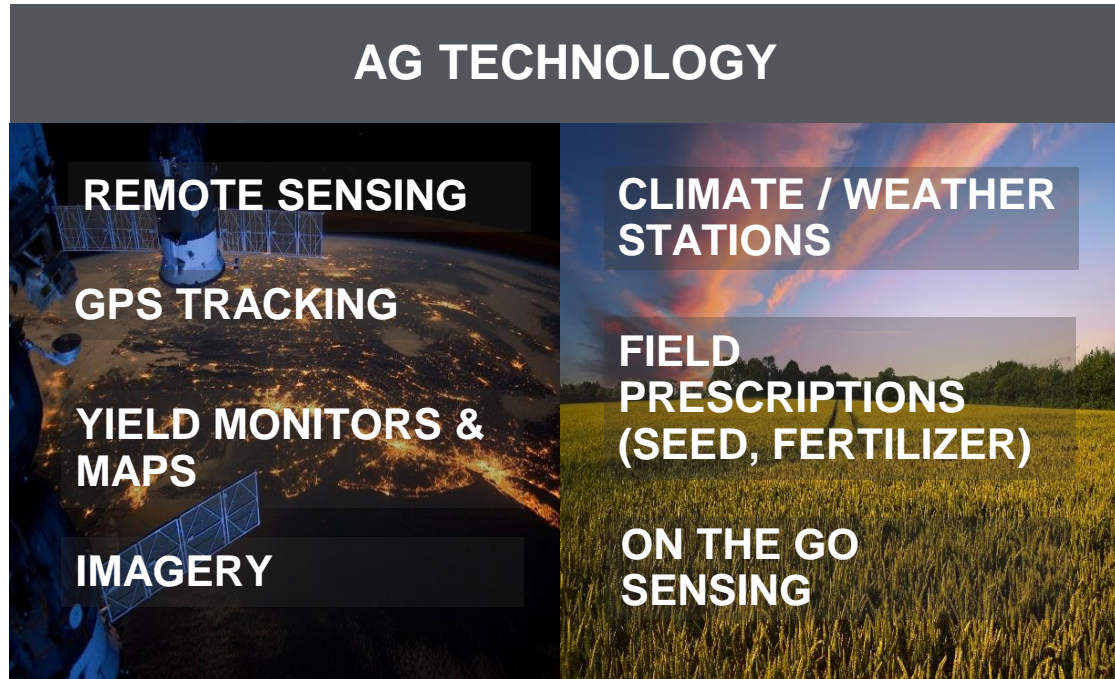 AG TECHNOLOGY
REMOTE SENSING
GPS TRACKING
YIELD MONITORS &
MAPS
IMAGERY
CLIMATE / WEATHER
STATIONS
FIELD
PRESCRIPTIONS
(SEED, FERTILIZER)
ON THE GO
SENSING